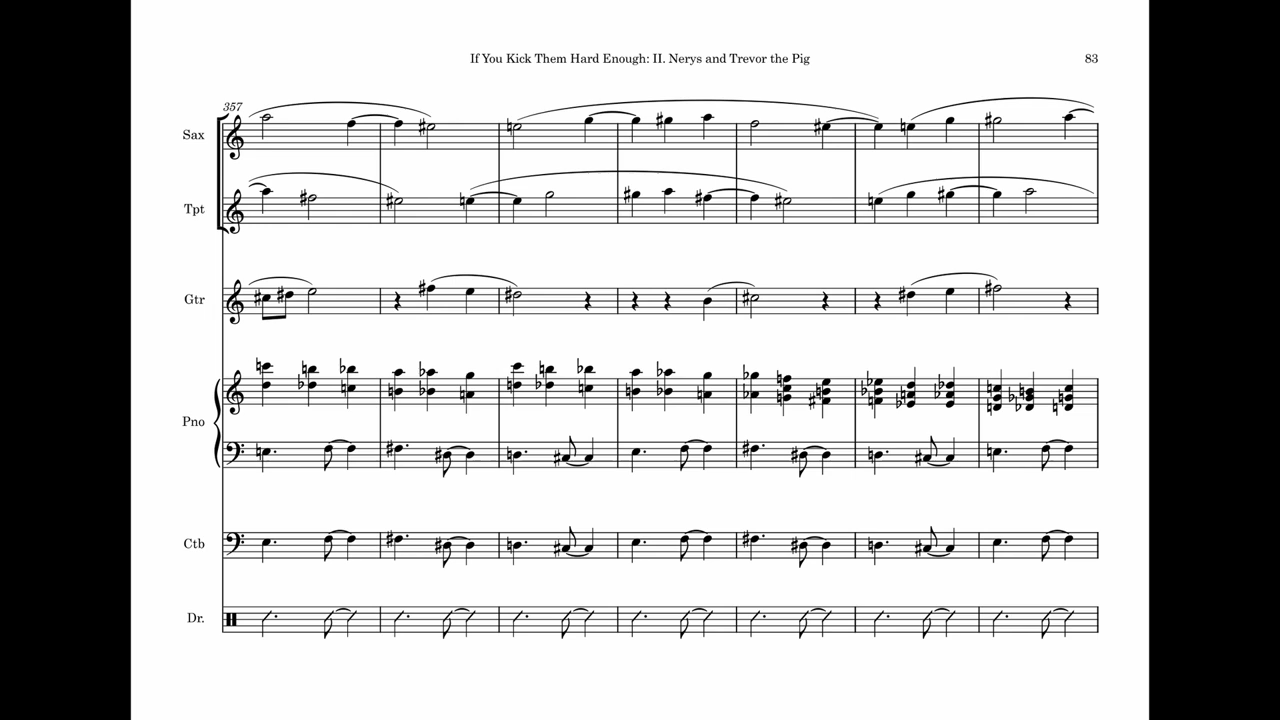 If You Kick Them Hard Enough: II. Nerys and Trevor the Pig
83
357
Sax
Tpt
Gtr
Pno
Ctb
Dr.